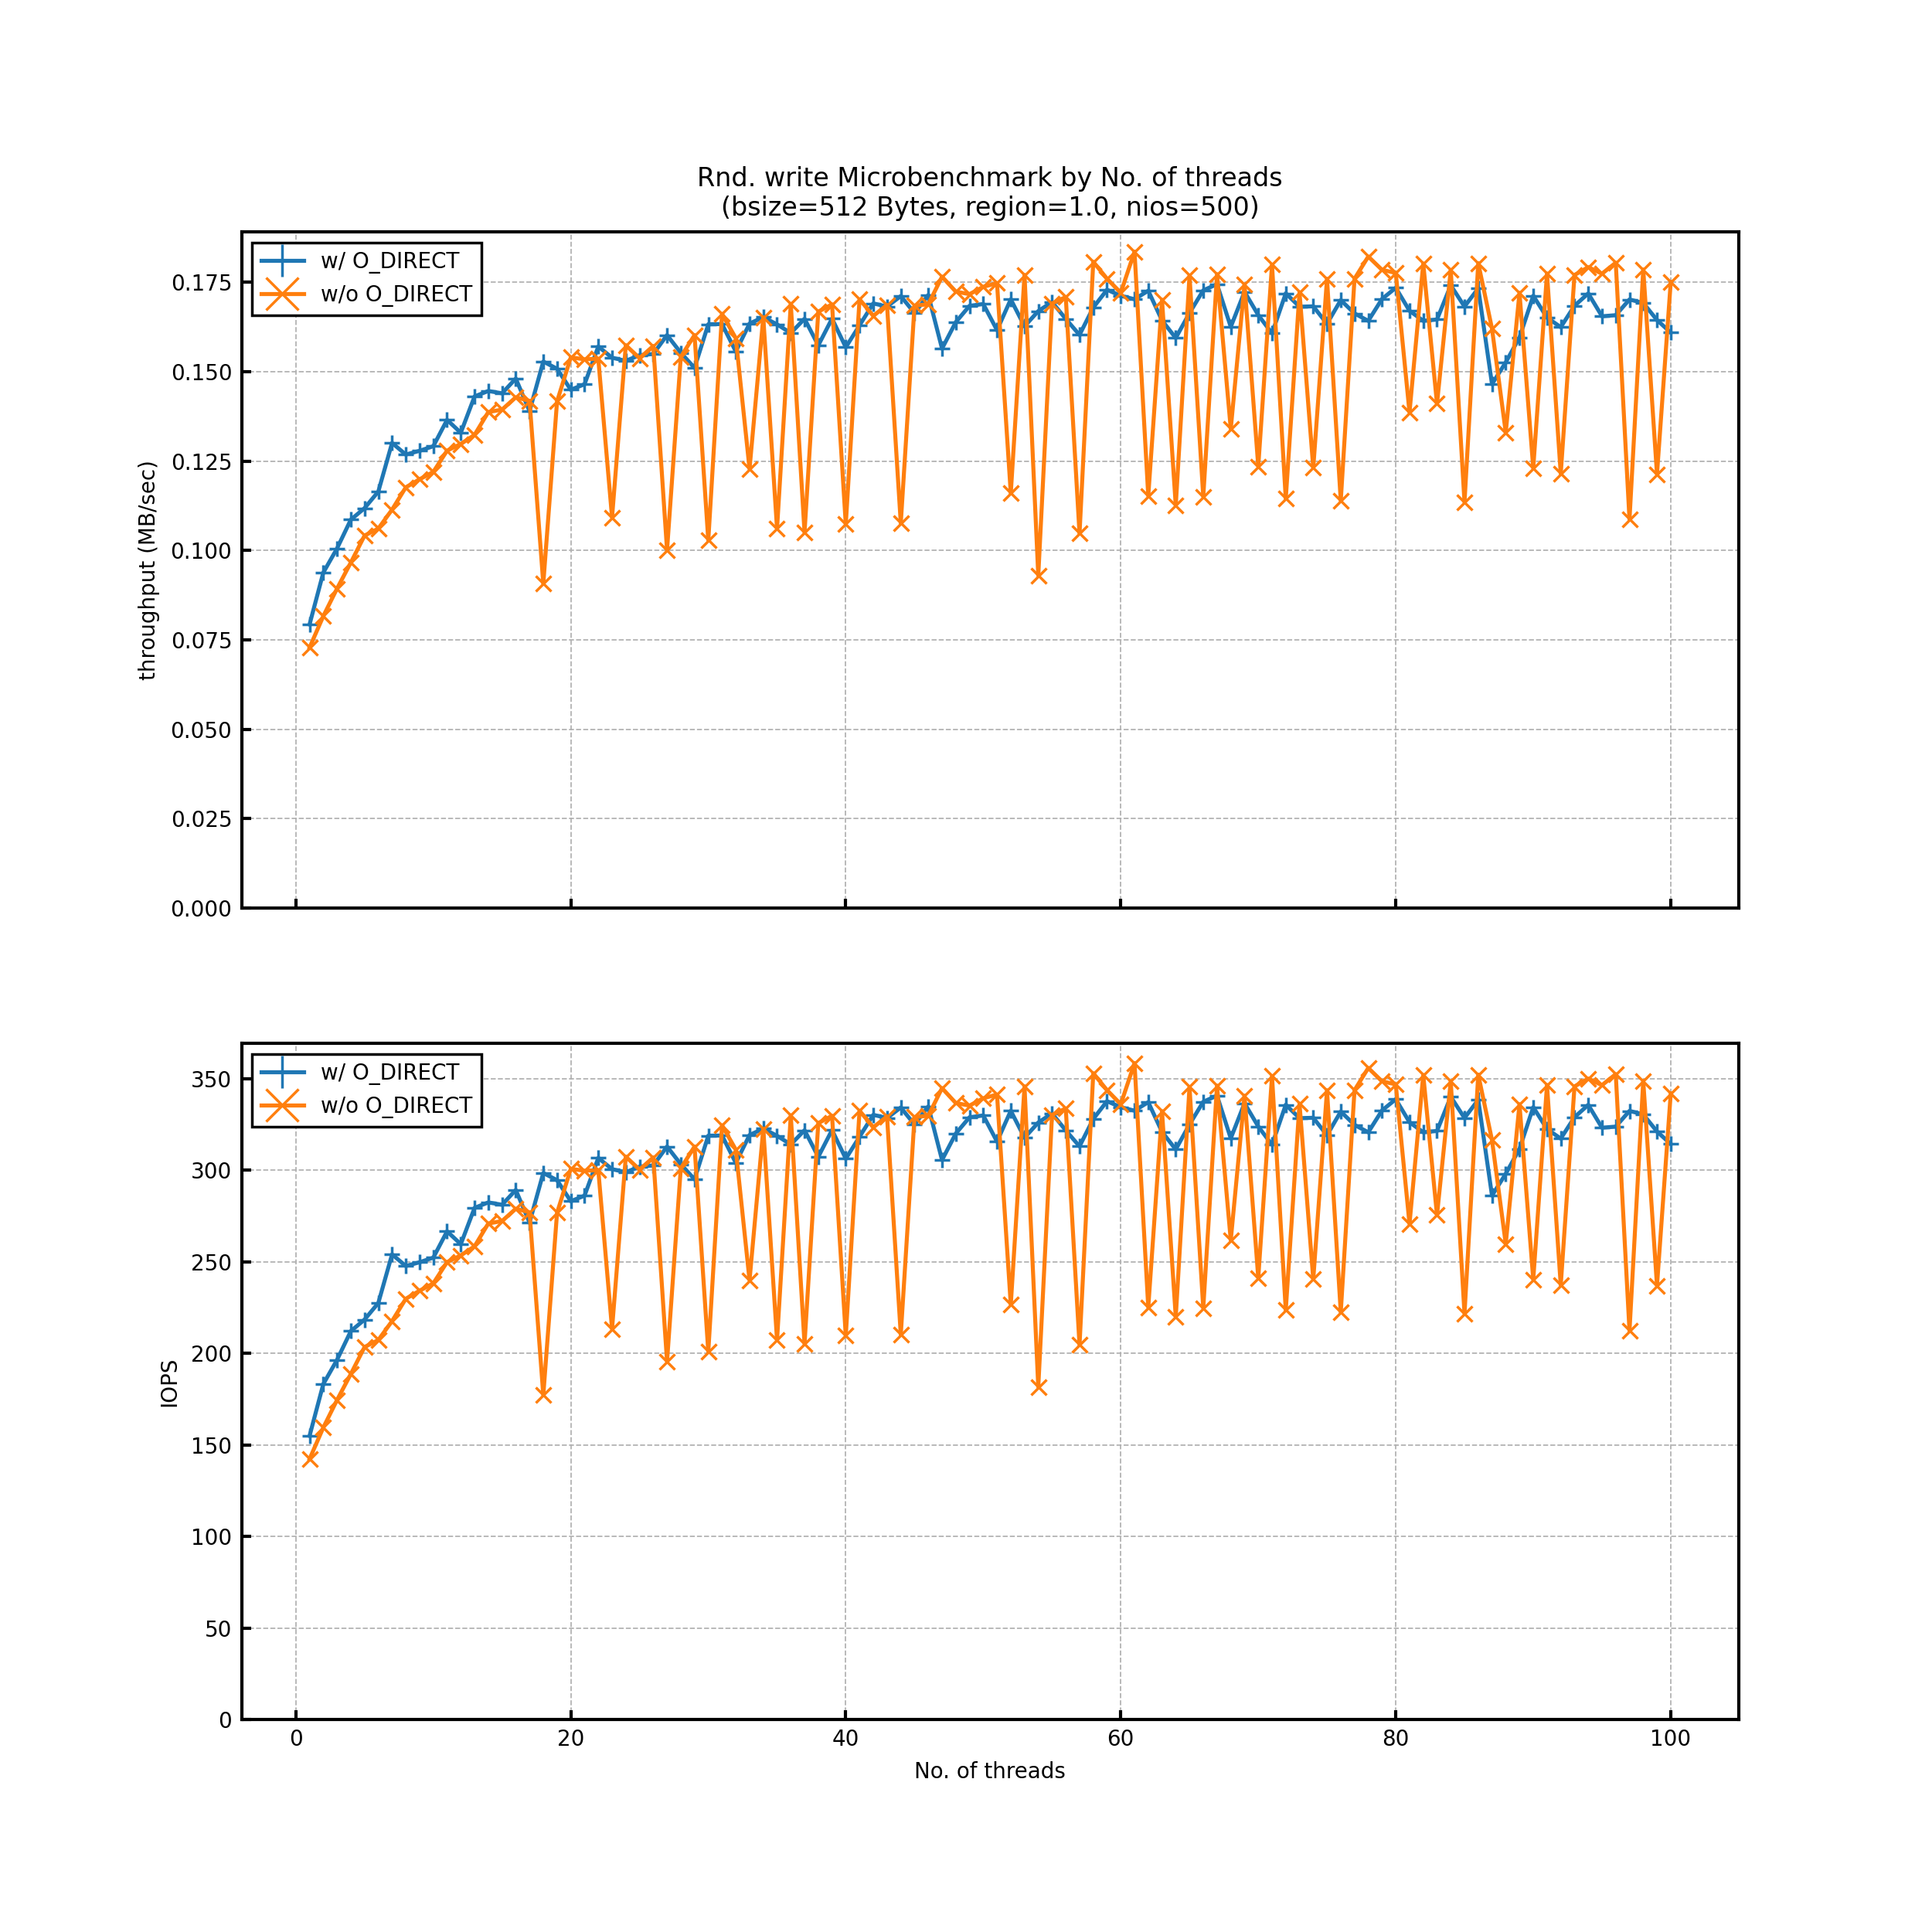 Rnd. write Microbenchmark by No. of threads
(bsize=512 Bytes, region=1.0, nios=500)
w/ O_DIRECT
w/o O_DIRECT
throughput (MB/sec)
0.175
0.150
0.125
0.100
0.075
0.050
0.025
0.000
w/ O_DIRECT
w/o O_DIRECT
IOPS
350
300
250
200
150
100
50
0
0 20 40 60 80 100
No. of threads